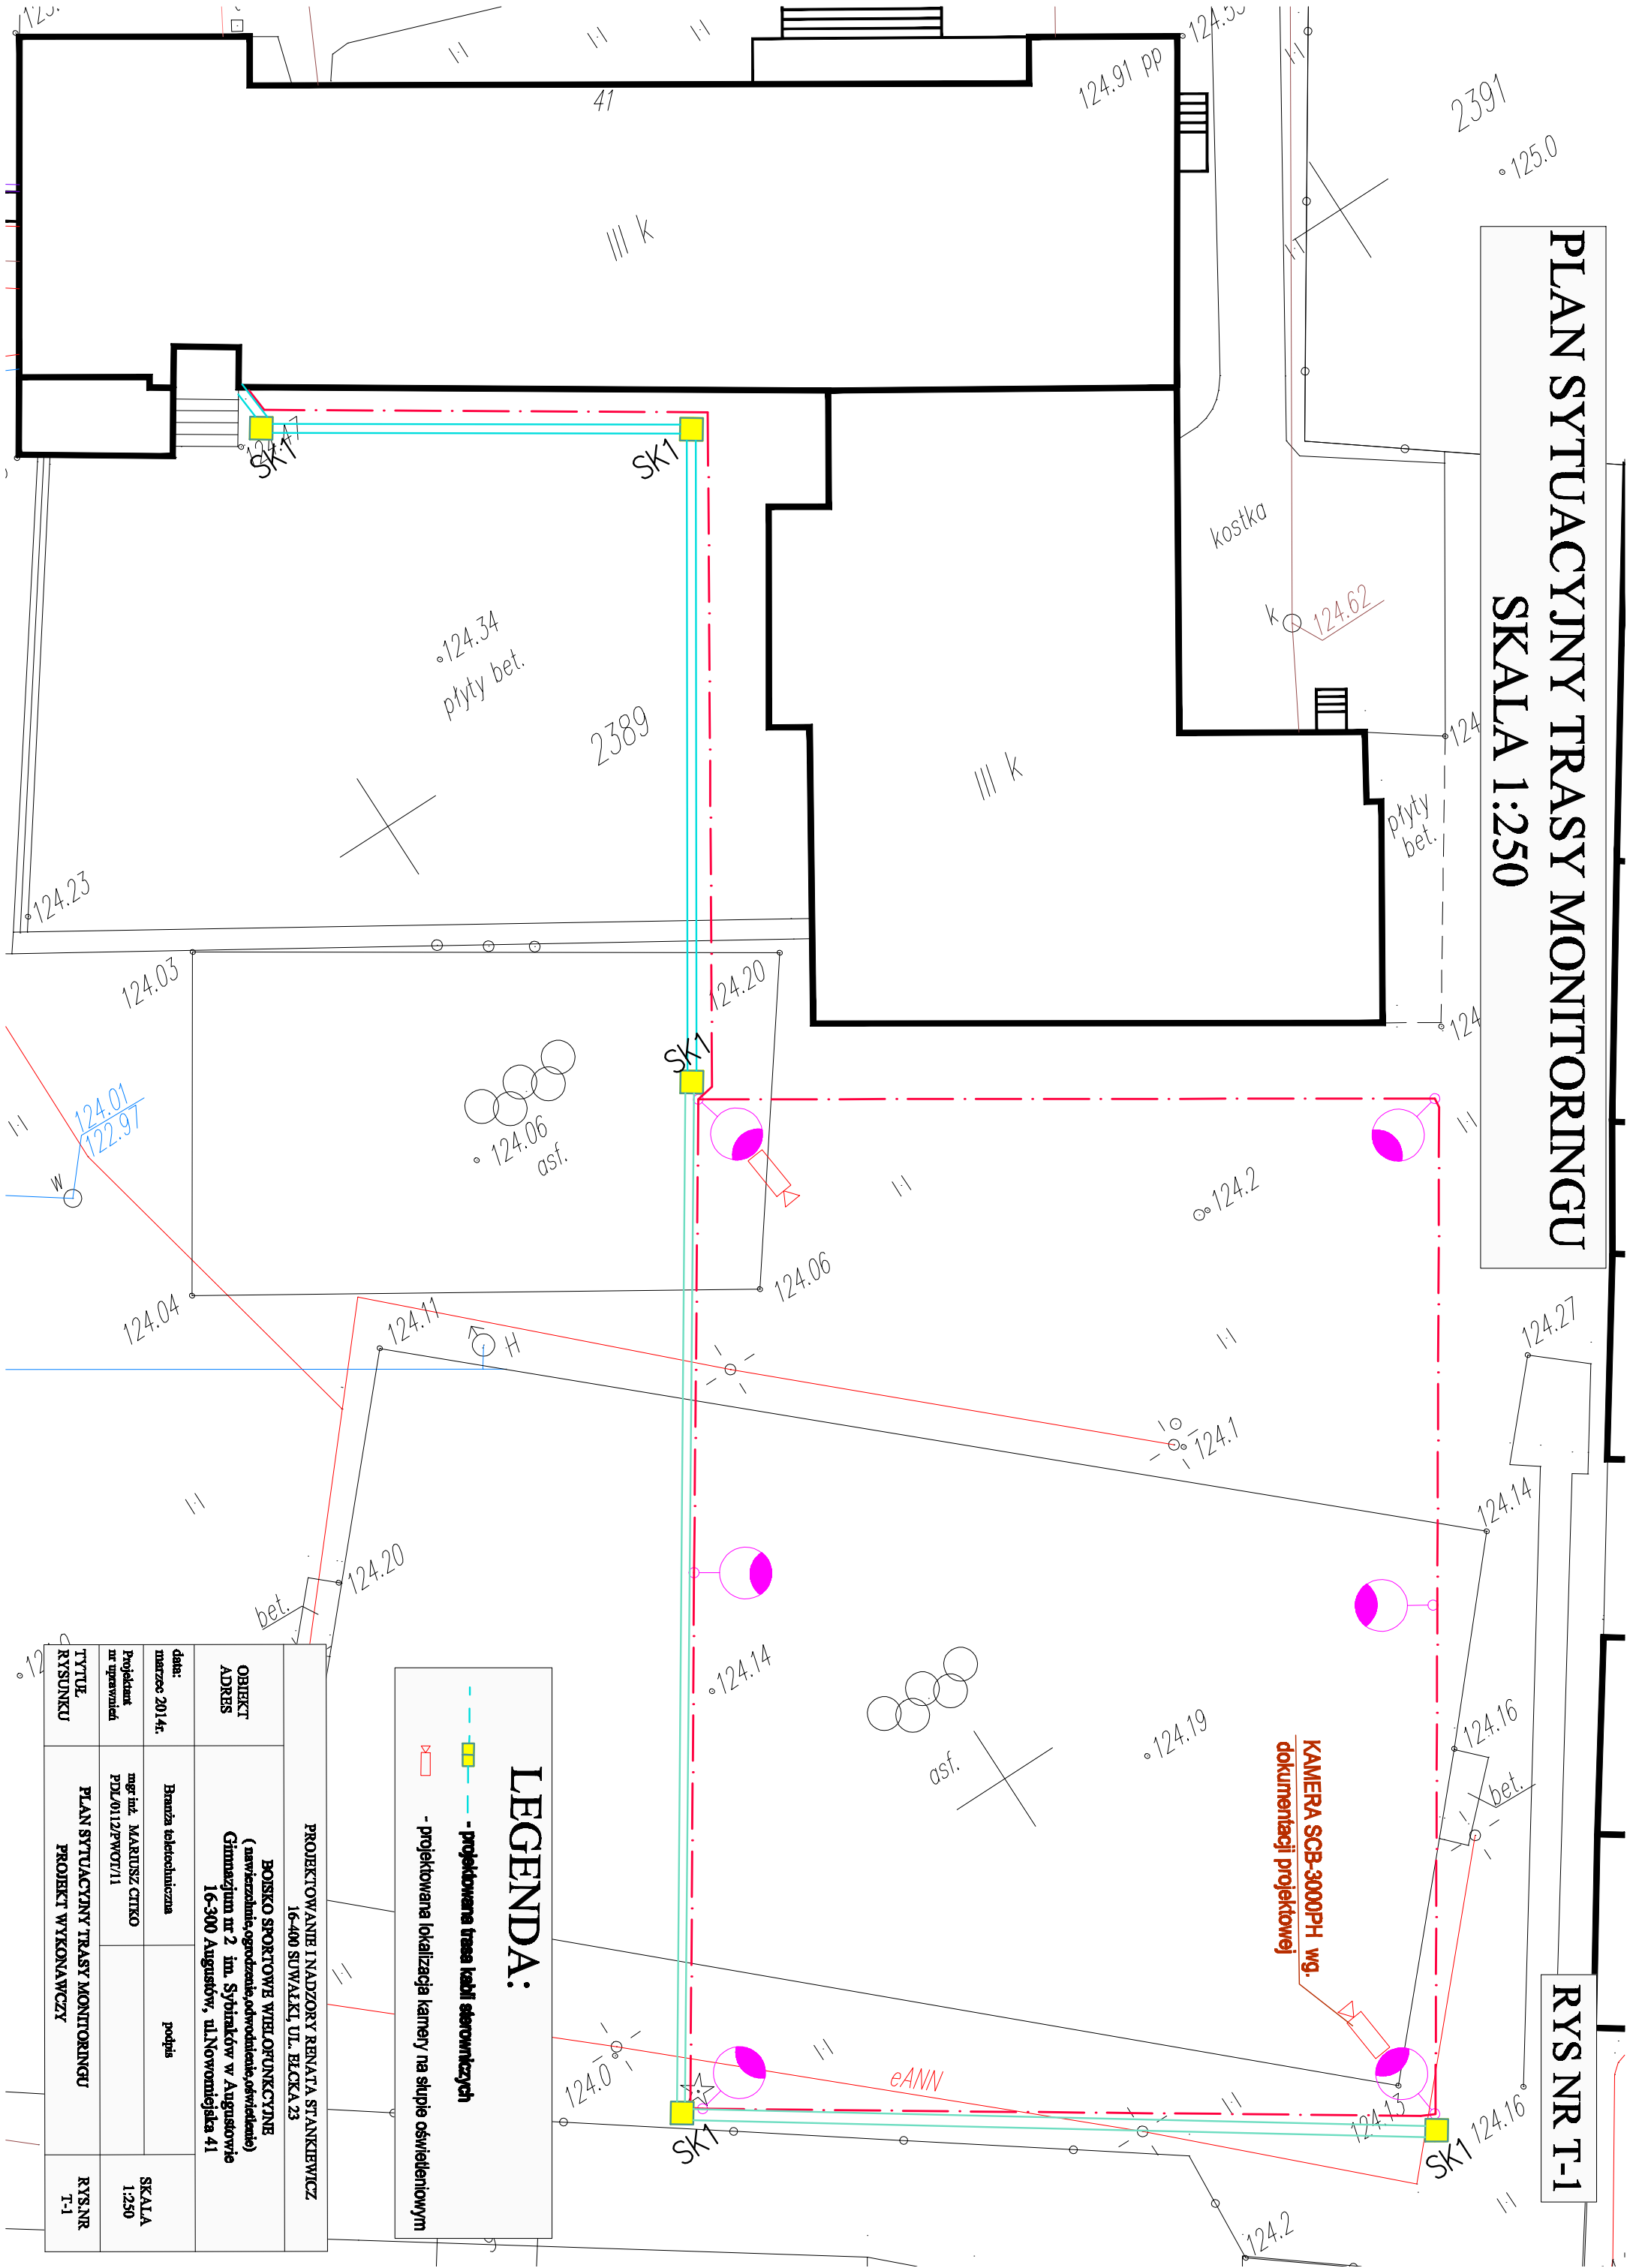 PLAN SYTUACYJNY TRASY MONITORINGU
SKALA 1:250
RYS NR T-1
2391
125.0
124.91 pp
41
III k
SK1
SK1
124.47
kostka
k
124.62
124.34
płyty bet.
2389
III k
płyty
bet.
124
124
124.23
124.03
124.20
SK1
124.06
asf.
124.01
122.97
W
124.2
124.04
124.06
124.11
H
124.27
124.1
124.14
124.20
bet.
124.14
124.19
asf.
124.16
bet.
KAMERA SCB-3000PH wg.
dokumentacji projektowej
124.0
eANN
124.13
124.16
SK1
SK1
124.2
LEGENDA:
- projektowana trasa kabli sterowniczych
- projektowana lokalizacja kamery na słupie oświetleniowym
PROJEKTOWANIE I NADZORY RENATA STANKIEWICZ
16-400 SUWAŁKI, UL. EŁCKA 23
OBIEKT
ADRES
BOISKO SPORTOWE WIELOFUNKCYJNE
( nawierzchnie,ogrodzenie,odwodnienie,oświetlenie)
Gimnazjum nr 2 im. Sybiraków w Augustowie
16-300 Augustów, ul.Nowomiejska 41
data:
marzec 2014r.
Branża teletechniczna
podpis
SKALA
1:250
Projektant
nr uprawnień
mgr inż. MARIUSZ CITKO
PDL/0112/PWOT/11
TYTUŁ
RYSUNKU
PLAN SYTUACYJNY TRASY MONITORINGU
PROJEKT WYKONAWCZY
RYS.NR
T-1